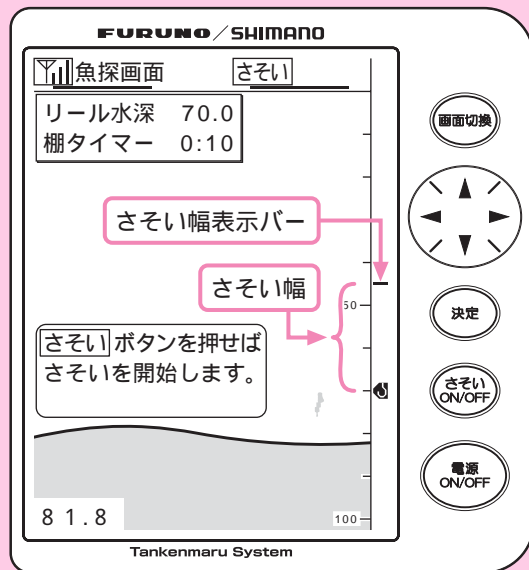 FURUNO/SHIMANO
魚探画面 さそい
リール水深 70.0
棚タイマー 0:10
画面切換
さそい幅表示バー
さそい幅
50
決定
さそい ボタンを押せば
さそいを開始します。
さそい
ON/OFF
電源
ON/OFF
81.8
100
Tankenmaru System